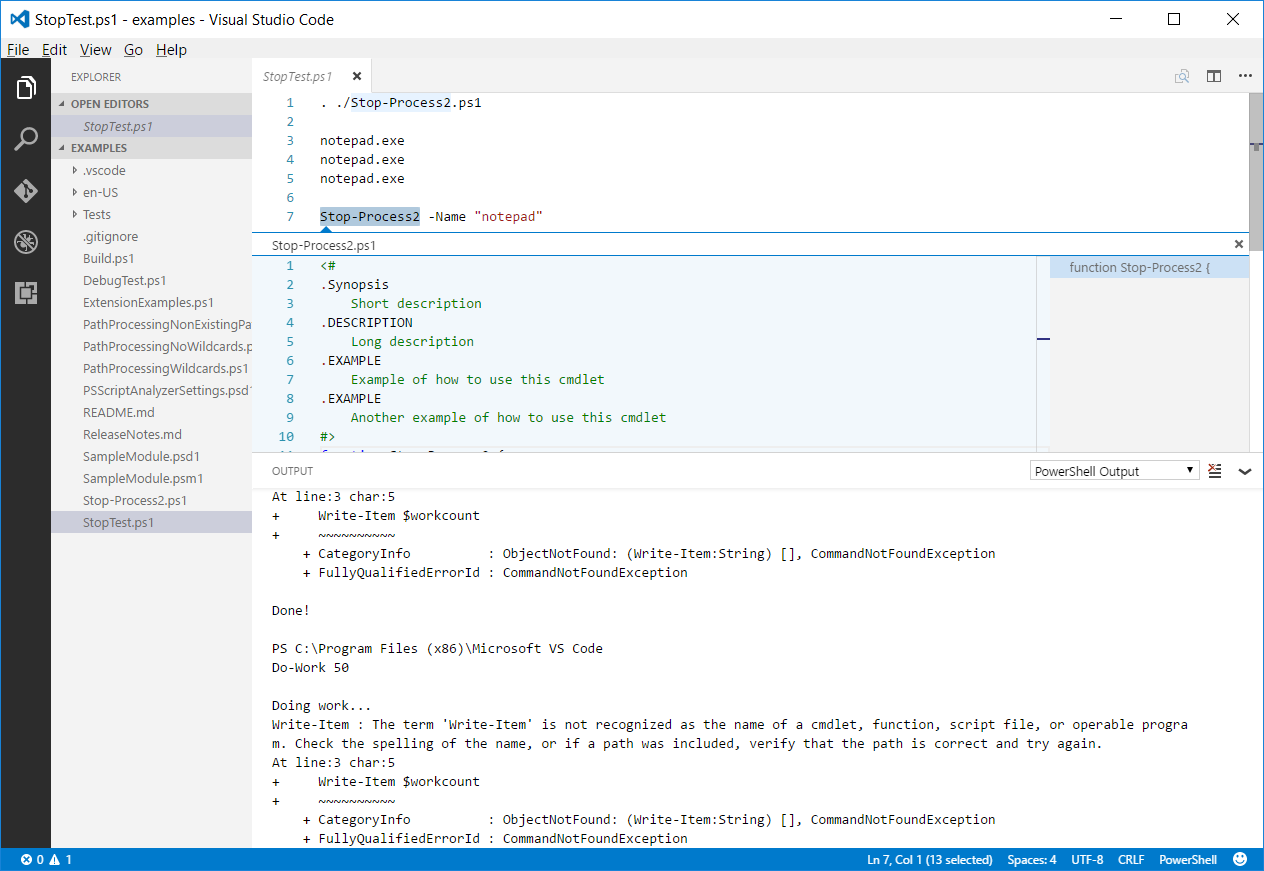 StopTest.ps1 - examples - Visual Studio Code
File Edit View Go Help
EXPLORER
OPEN EDITORS
StopTest.ps1
EXAMPLES
.vscode
en-US
Tests
.gitignore
Build.ps1
DebugTest.ps1
ExtensionExamples.ps1
PathProcessingNonExistingPa
PathProcessingNoWildcards.p
PathProcessingWildcards.ps1
PSScriptAnalyzerSettings.psd1
README.md
ReleaseNotes.md
SampleModule.psd1
SampleModule.psm1
Stop-Process2.ps1
StopTest.ps1
StopTest.ps1
1 . ./Stop-Process2.ps1
2
3 notepad.exe
4 notepad.exe
5 notepad.exe
6
7 Stop-Process2 -Name "notepad"
Stop-Process2.ps1
1 <#
2 .Synopsis
3 Short description
4 .DESCRIPTION
5 Long description
6 .EXAMPLE
7 Example of how to use this cmdlet
8 .EXAMPLE
9 Another example of how to use this cmdlet
10 #>
function Stop-Process2 {
OUTPUT
PowerShell Output
At line:3 char:5
+     Write-Item $workcount
+     ~~~~~~~~~~
    + CategoryInfo          : ObjectNotFound: (Write-Item:String) [], CommandNotFoundException
    + FullyQualifiedErrorId : CommandNotFoundException
Done!
PS C:\Program Files (x86)\Microsoft VS Code
Do-Work 50
Doing work...
Write-Item : The term 'Write-Item' is not recognized as the name of a cmdlet, function, script file, or operable progra
m. Check the spelling of the name, or if a path was included, verify that the path is correct and try again.
At line:3 char:5
+     Write-Item $workcount
+     ~~~~~~~~~~
    + CategoryInfo          : ObjectNotFound: (Write-Item:String) [], CommandNotFoundException
    + FullyQualifiedErrorId : CommandNotFoundException
0 1 Ln 7, Col 1 (13 selected) Spaces: 4 UTF-8 CRLF PowerShell